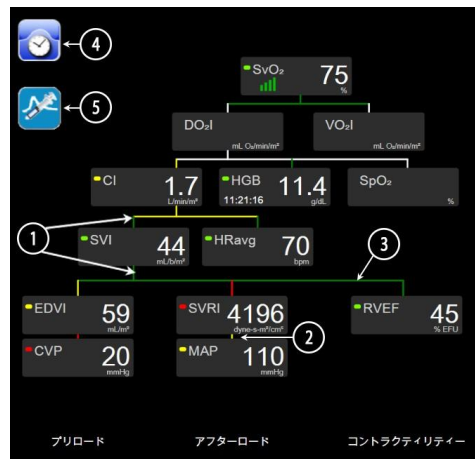 4
SvO₂ 75
%
5
DO₂I VO₂I
mL O₂/min/m² mL O₂/min/m²
CI 1.7 HGB 11.4 SpO₂
L/min/m² 11:21:16 g/dL %
1
SVI 44 HRavg 70
mL/b/m² bpm
3
EDVI 59 SVRI 4196 RVEF 45
mL/m² dyne-s-m²/cm⁵ % EFU
2
CVP 20 MAP 110
mmHg mmHg
プリロード アフターロード コントラクティリティー